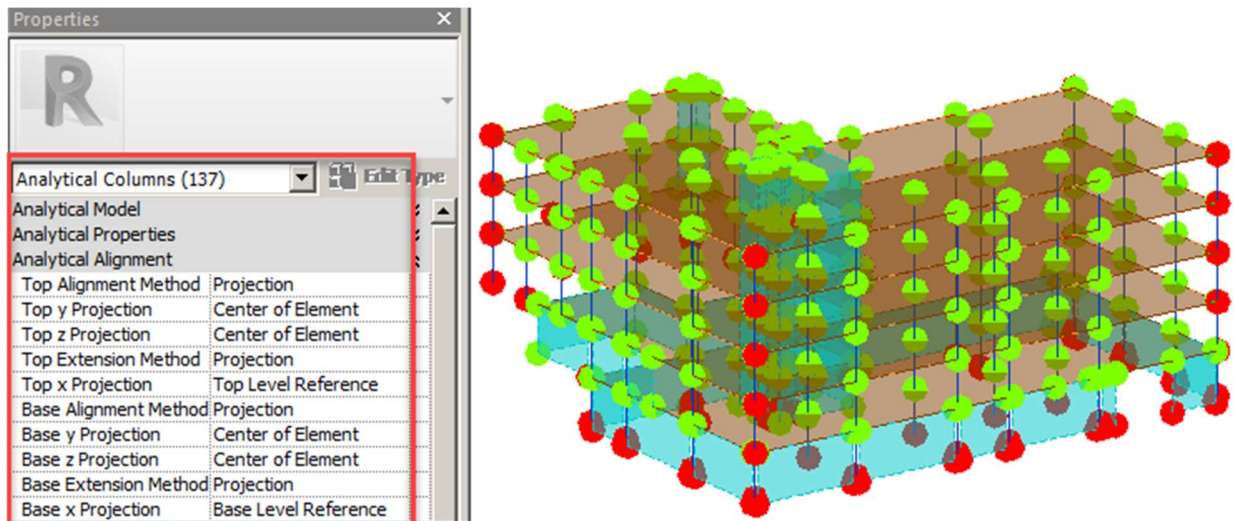 Properties
R
Analytical Columns (137)
Edit Type
Analytical Model
Analytical Properties
Analytical Alignment
Top Alignment Method Projection
Top y Projection Center of Element
Top z Projection Center of Element
Top Extension Method Projection
Top x Projection Top Level Reference
Base Alignment Method Projection
Base y Projection Center of Element
Base z Projection Center of Element
Base Extension Method Projection
Base x Projection Base Level Reference